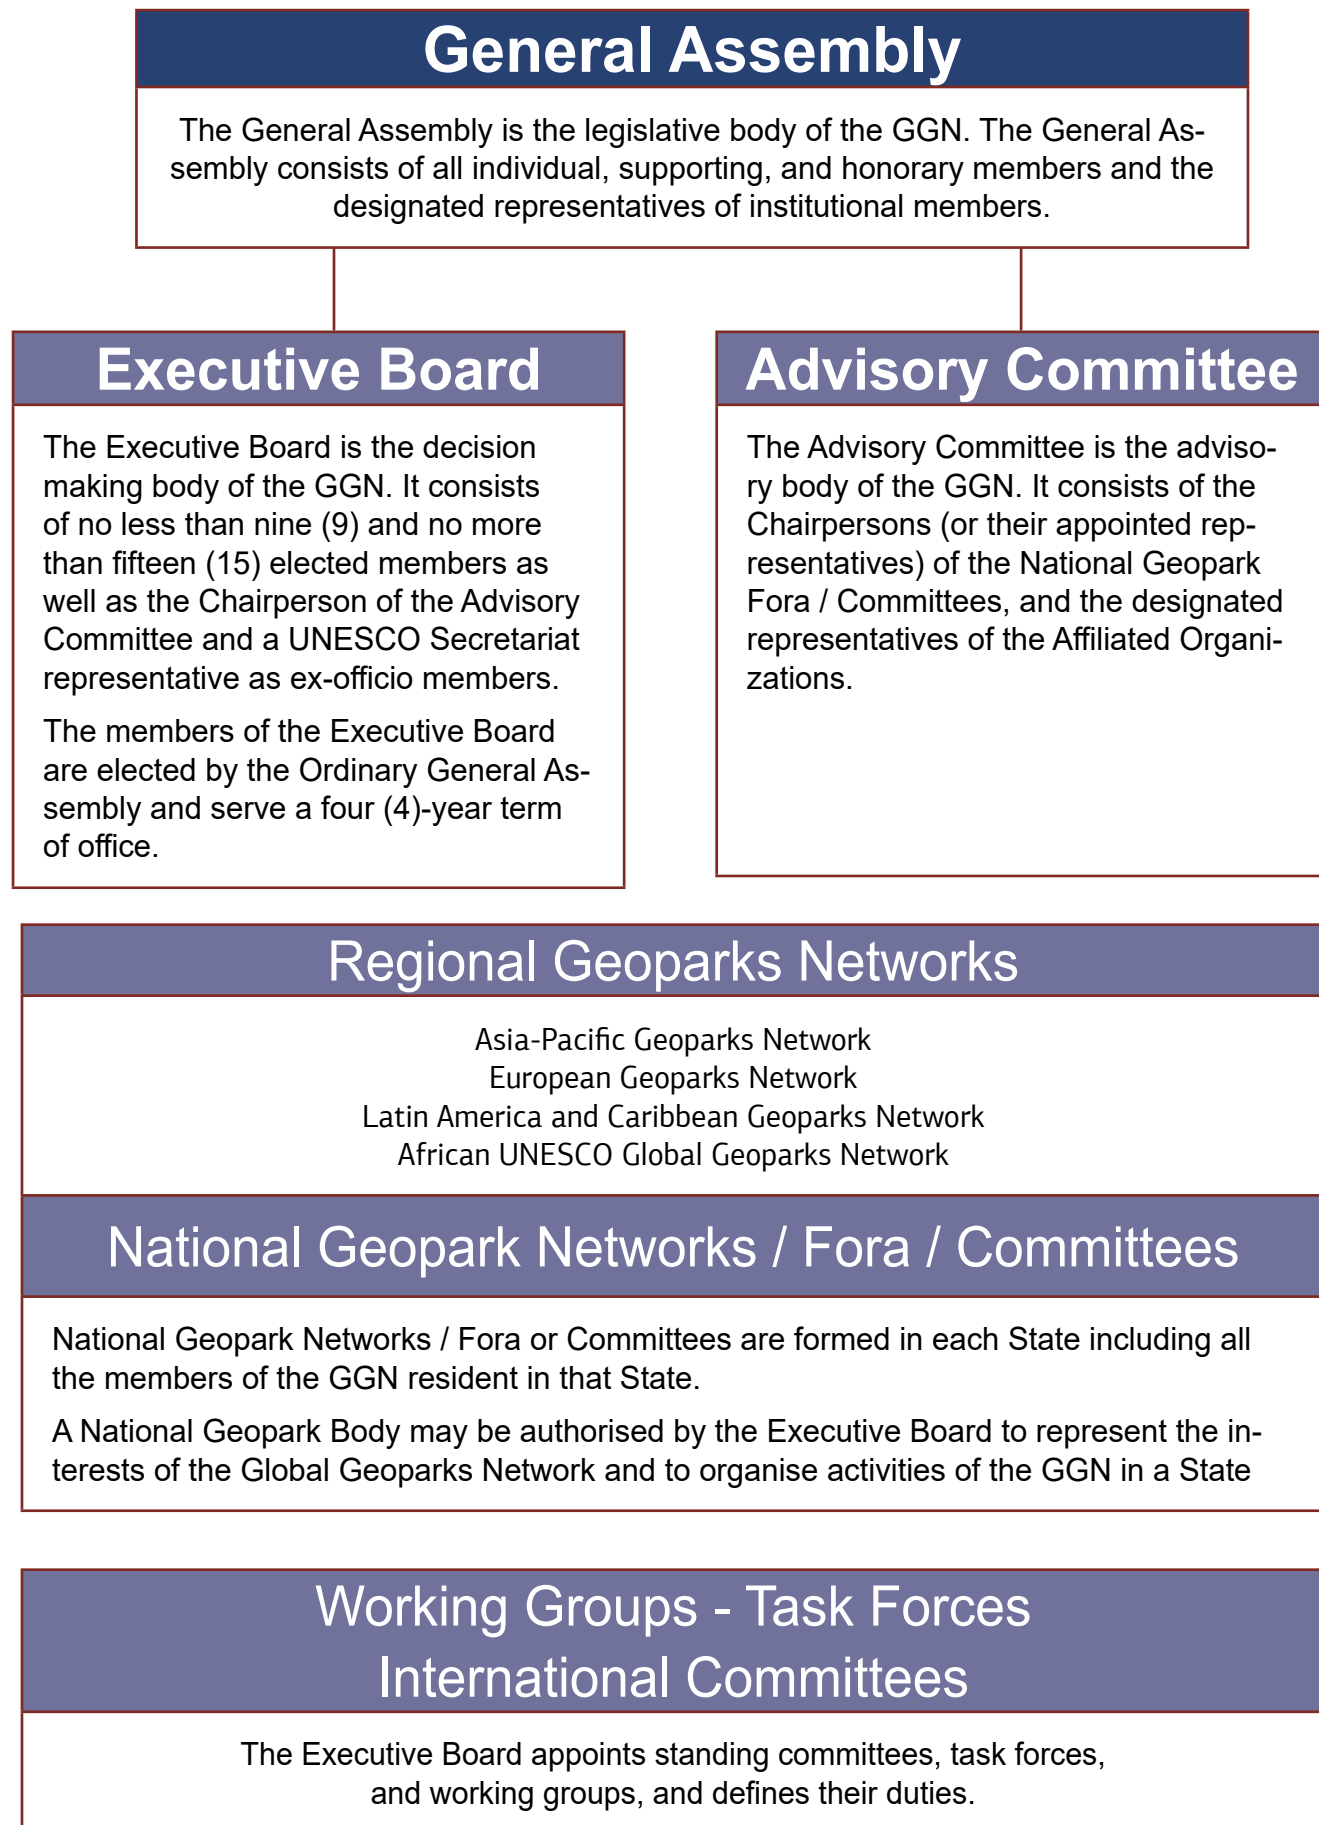 General Assembly
The General Assembly is the legislative body of the GGN. The General As-
sembly consists of all individual, supporting, and honorary members and the
designated representatives of institutional members.
Executive Board
The Executive Board is the decision
making body of the GGN. It consists
of no less than nine (9) and no more
than fifteen (15) elected members as
well as the Chairperson of the Advisory
Committee and a UNESCO Secretariat
representative as ex-officio members.
The members of the Executive Board
are elected by the Ordinary General As-
sembly and serve a four (4)-year term
of office.
Advisory Committee
The Advisory Committee is the adviso-
ry body of the GGN. It consists of the
Chairpersons (or their appointed rep-
resentatives) of the National Geopark
Fora / Committees, and the designated
representatives of the Affiliated Organi-
zations.
Regional Geoparks Networks
Asia-Pacific Geoparks Network
European Geoparks Network
Latin America and Caribbean Geoparks Network
African UNESCO Global Geoparks Network
National Geopark Networks / Fora / Committees
National Geopark Networks / Fora or Committees are formed in each State including all
the members of the GGN resident in that State.
A National Geopark Body may be authorised by the Executive Board to represent the in-
terests of the Global Geoparks Network and to organise activities of the GGN in a State
Working Groups - Task Forces
International Committees
The Executive Board appoints standing committees, task forces,
and working groups, and defines their duties.